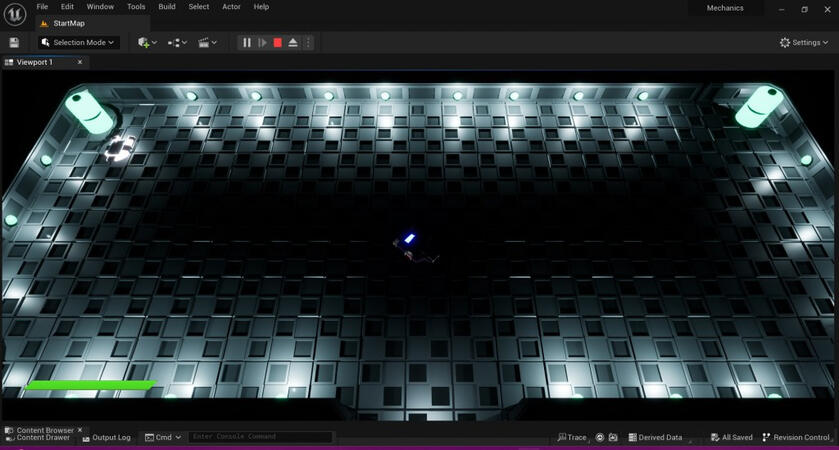 File Edit Window Tools Build Select Actor Help Mechanics
StartMap
Selection Mode Settings
Viewport 1
Content Browser
Content Drawer Output Log Cmd Enter Console Command Trace Derived Data All Saved Revision Control